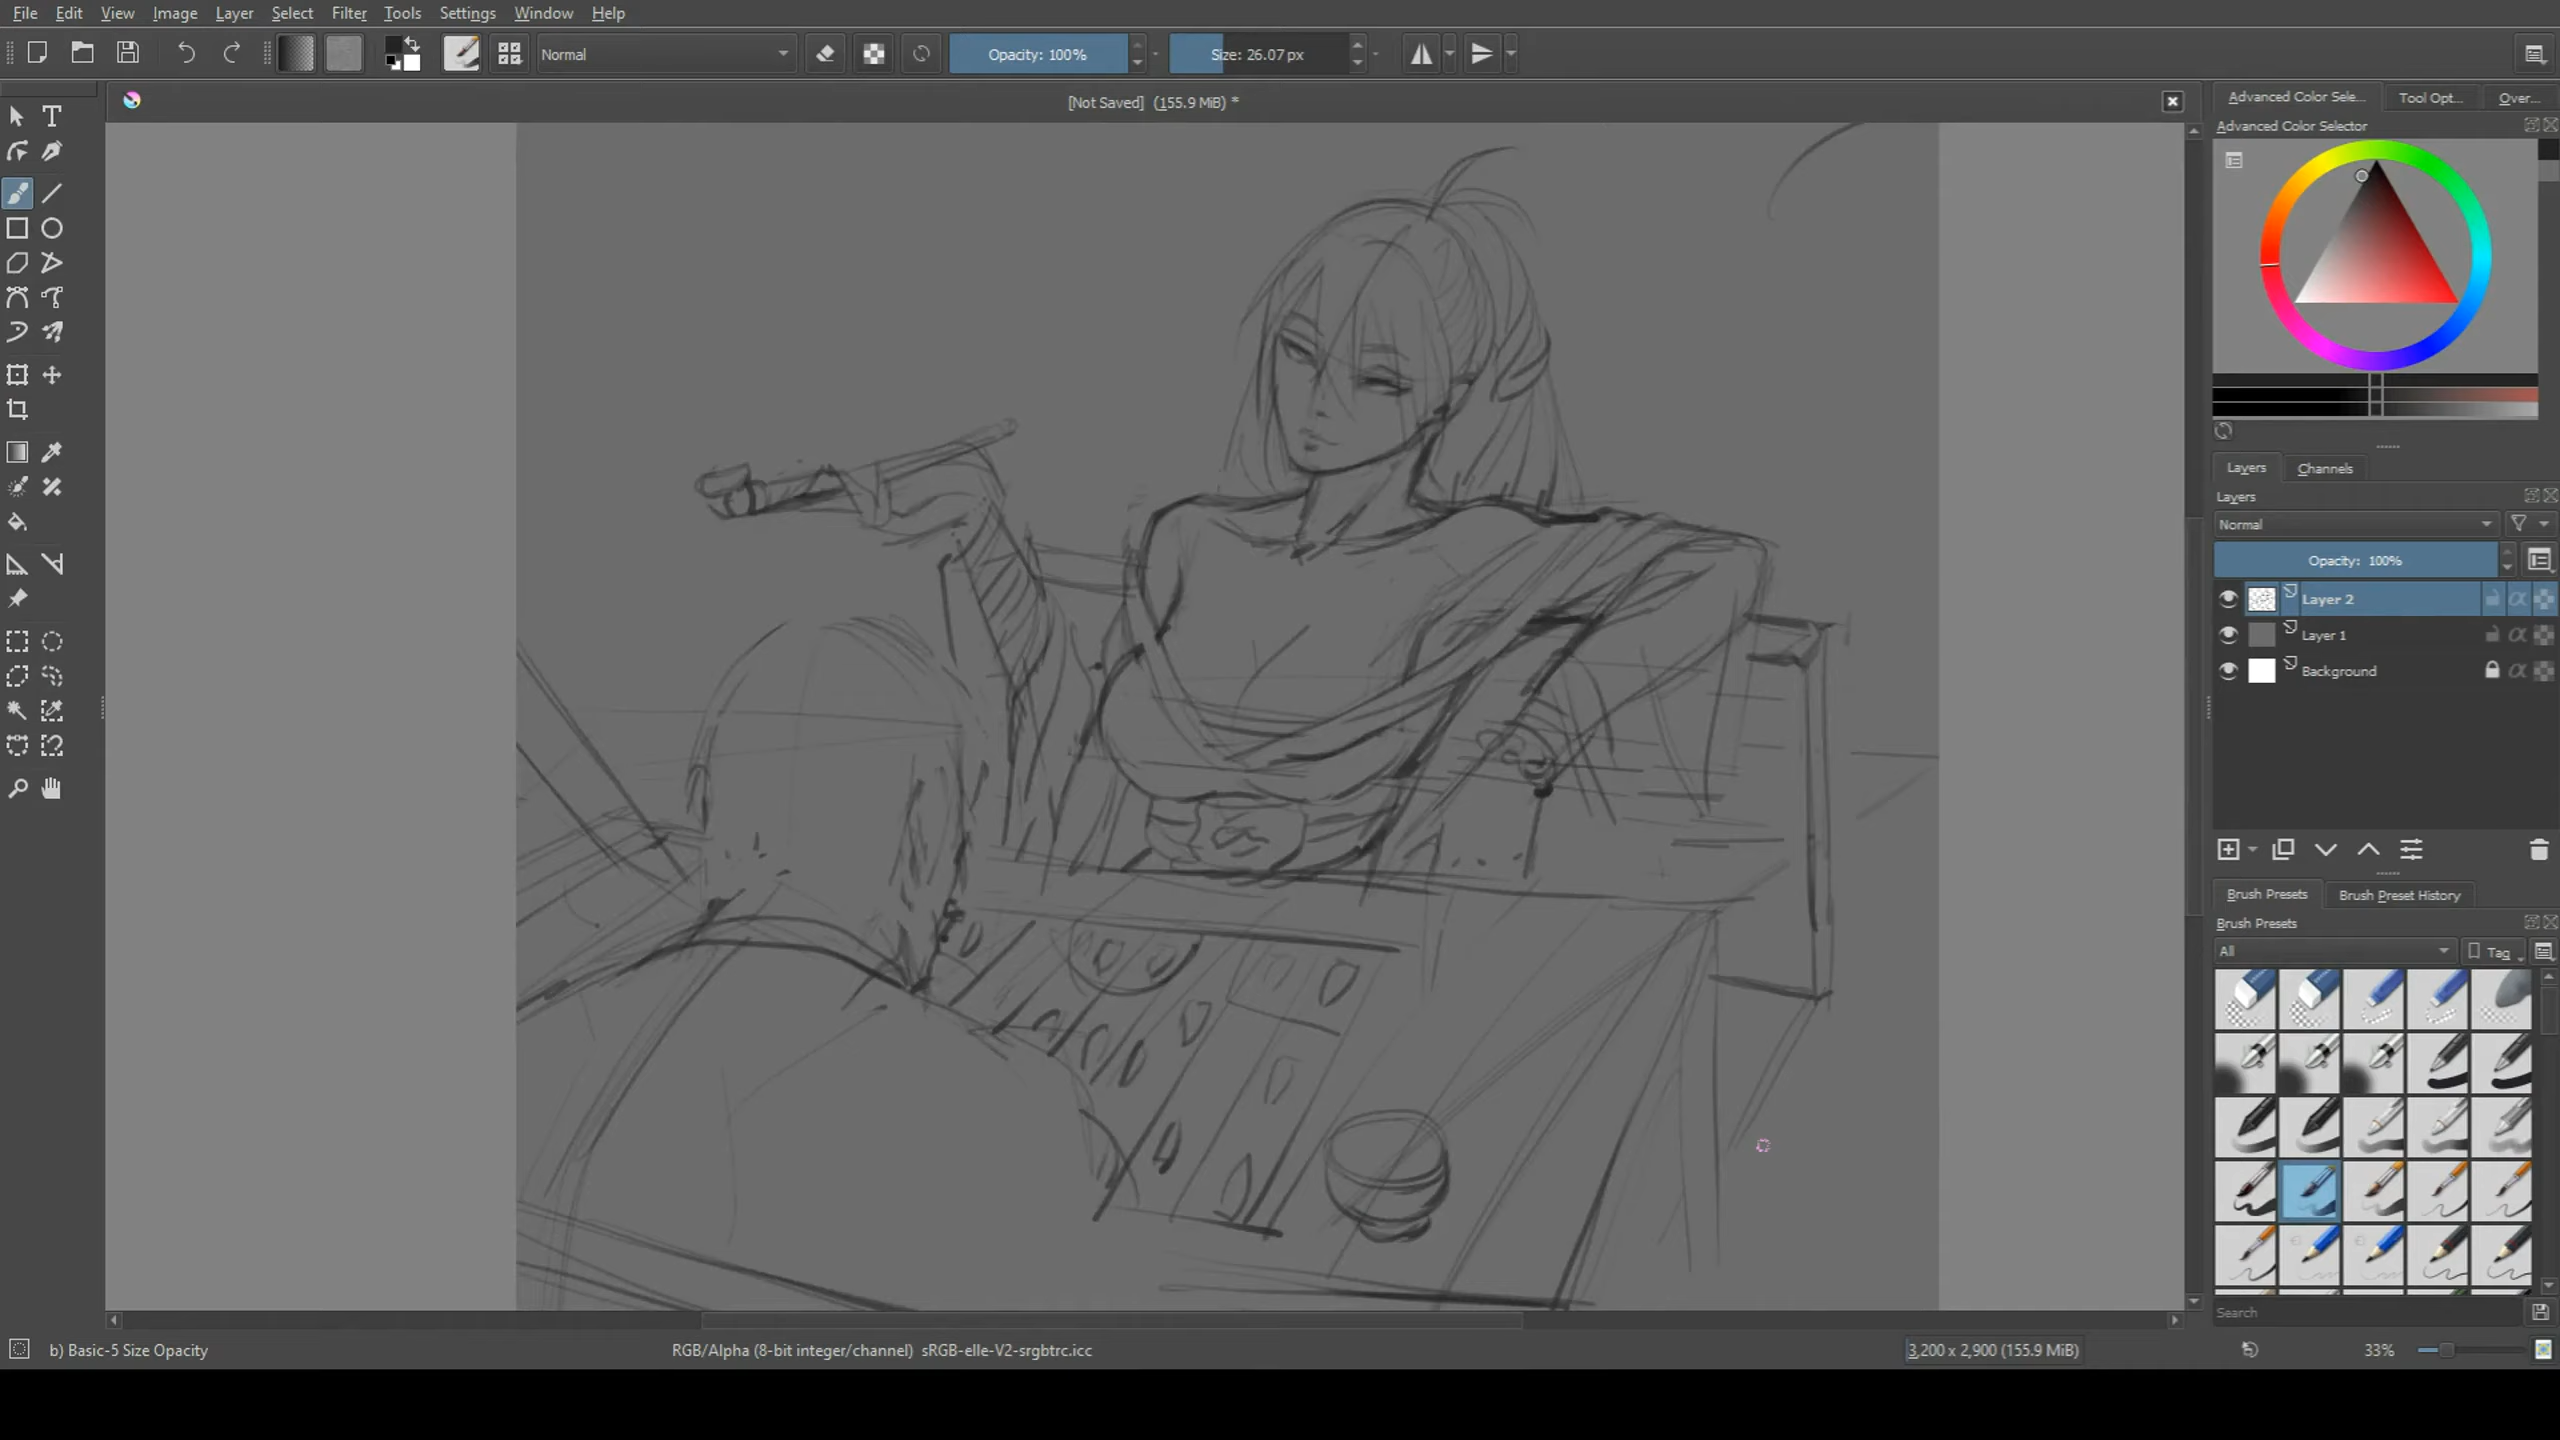 File Edit View Image Layer Select Filter Tools Settings Window Help
Normal Opacity: 100% Size: 26.07 px
[Not Saved] (155.9 MiB) *
Advanced Color Sele... Tool Opt... Over...
Advanced Color Selector
Layers Channels
Layers
Normal
Opacity: 100%
Layer 2
Layer 1
Background
Brush Presets Brush Preset History
Brush Presets
All Tag
Search
b) Basic-5 Size Opacity RGB/Alpha (8-bit integer/channel) sRGB-elle-V2-srgbtrc.icc 3,200 x 2,900 (155.9 MiB) 33%